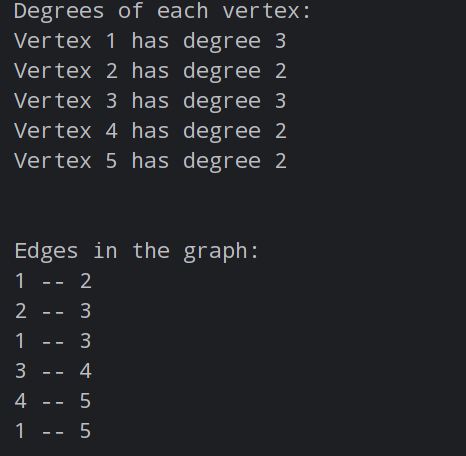 Degrees of each vertex:
Vertex 1 has degree 3
Vertex 2 has degree 2
Vertex 3 has degree 3
Vertex 4 has degree 2
Vertex 5 has degree 2
Edges in the graph:
1 -- 2
2 -- 3
1 -- 3
3 -- 4
4 -- 5
1 -- 5